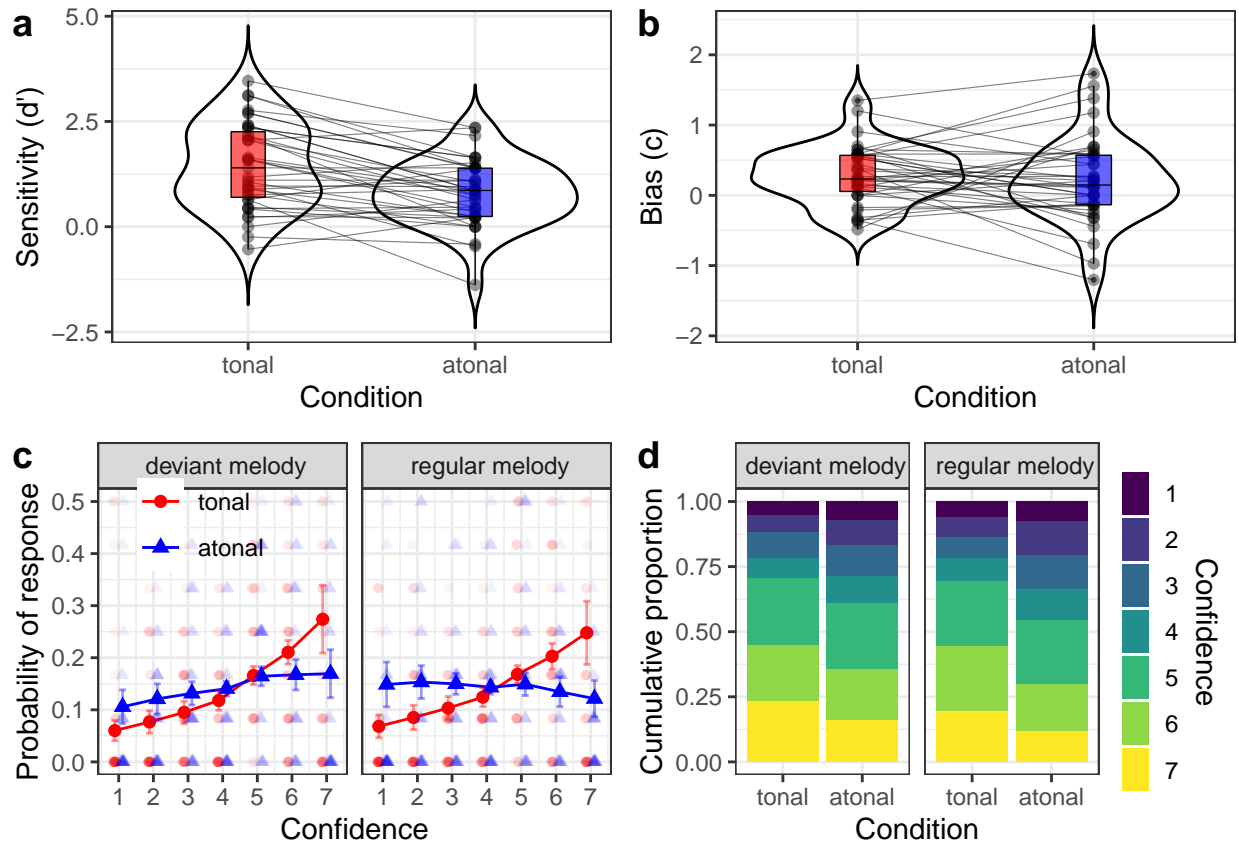 a
5.0
2.5
0.0
−2.5
Sensitivity (d')
tonal
atonal
Condition
b
2
1
0
−1
−2
Bias (c)
tonal
atonal
Condition
c
deviant melody
regular melody
tonal
atonal
0.5
0.4
0.3
0.2
0.1
0.0
Probability of response
1 2 3 4 5 6 7
1 2 3 4 5 6 7
Confidence
d
deviant melody
regular melody
1.00
0.75
0.50
0.25
0.00
Cumulative proportion
tonal atonal
tonal atonal
Condition
1
2
3
4
5
6
7
Confidence